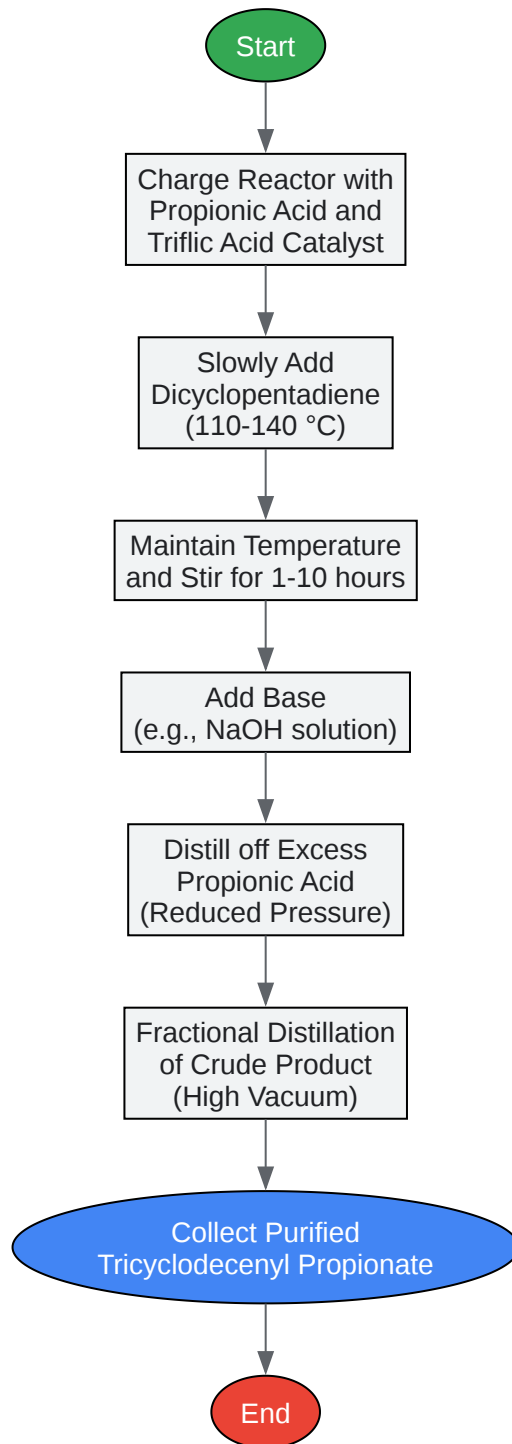 Start
Charge Reactor with
Propionic Acid and
Triflic Acid Catalyst
Slowly Add
Dicyclopentadiene
(110-140 °C)
Maintain Temperature
and Stir for 1-10 hours
Add Base
(e.g., NaOH solution)
Distill off Excess
Propionic Acid
(Reduced Pressure)
Fractional Distillation
of Crude Product
(High Vacuum)
Collect Purified
Tricyclodecenyl Propionate
End